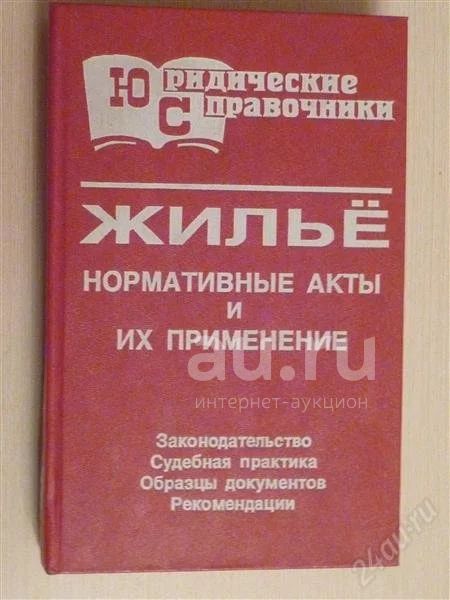 Юридические
Справочники
ЖИЛЬЁ
НОРМАТИВНЫЕ АКТЫ
И
ИХ ПРИМЕНЕНИЕ
au.ru
интернет-аукцион
Законодательство
Судебная практика
Образцы документов
Рекомендации
24au.ru